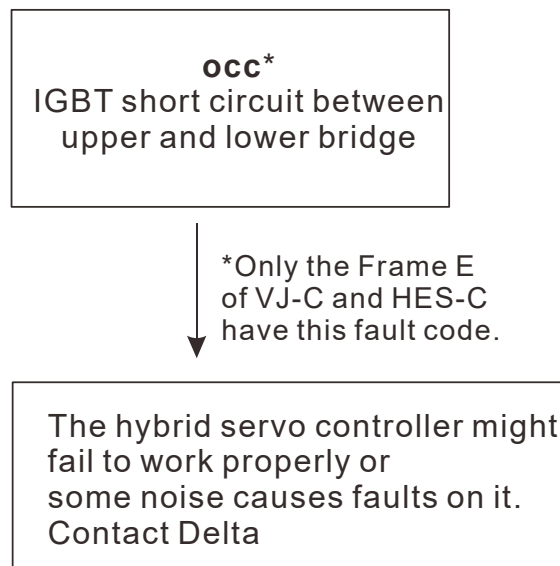 occ*
IGBT short circuit between
upper and lower bridge
*Only the Frame E
of VJ-C and HES-C
have this fault code.
The hybrid servo controller might
fail to work properly or
some noise causes faults on it.
Contact Delta